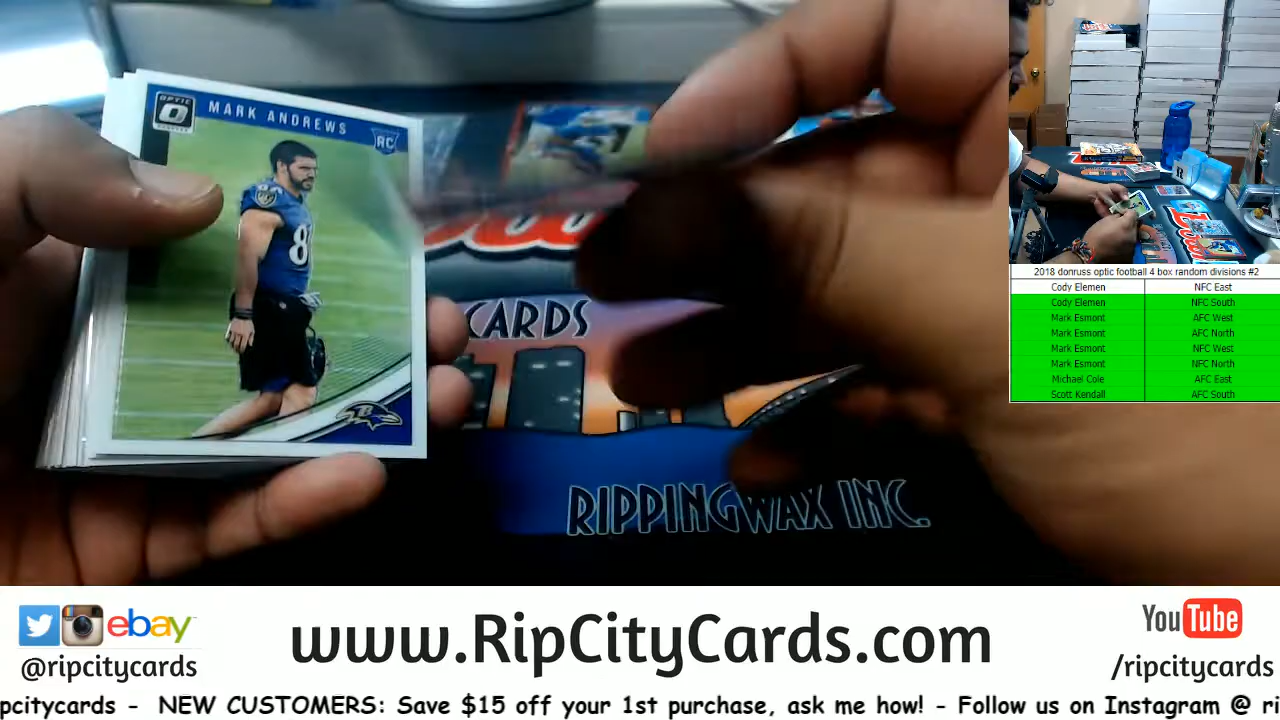 OPTIC
MARK ANDREWS
RC
8
CARDS
RIPPINGWAX INC.
2018 donruss optic football 4 box random divisions #2
Cody Elemen NFC East
Cody Elemen NFC South
Mark Esmont AFC West
Mark Esmont AFC North
Mark Esmont NFC West
Mark Esmont NFC North
Michael Cole AFC East
Scott Kendall AFC South
ebay
@ripcitycards
www.RipCityCards.com
YouTube
/ripcitycards
pcitycards - NEW CUSTOMERS: Save $15 off your 1st purchase, ask me how! - Follow us on Instagram @ ri